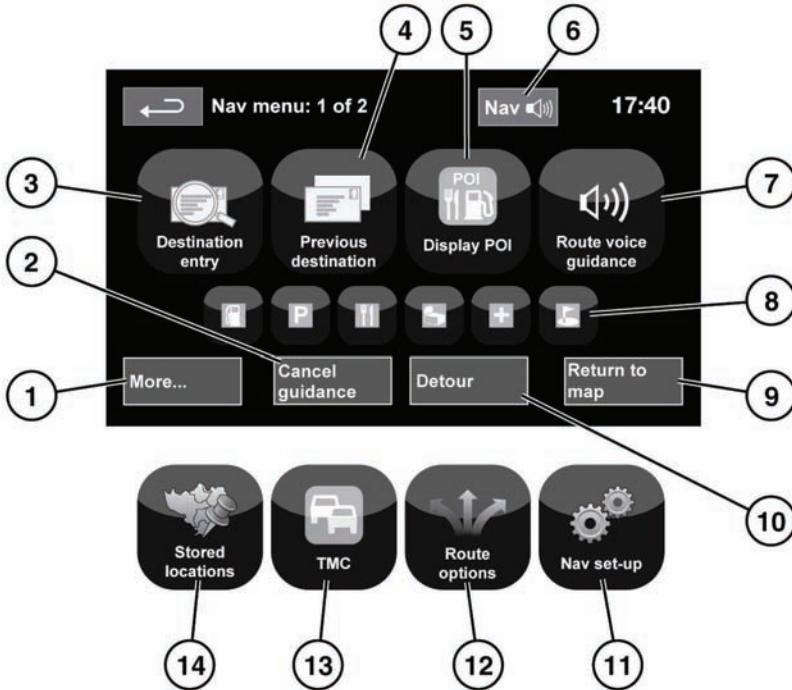 4
5
6
Nav menu: 1 of 2
Nav
17:40
3
7
POI
Destination
entry
Previous
destination
Display POI
Route voice
guidance
2
P
8
More...
Cancel
guidance
Detour
Return to
map
1
9
10
Stored
locations
TMC
Route
options
Nav set-up
14
13
12
11